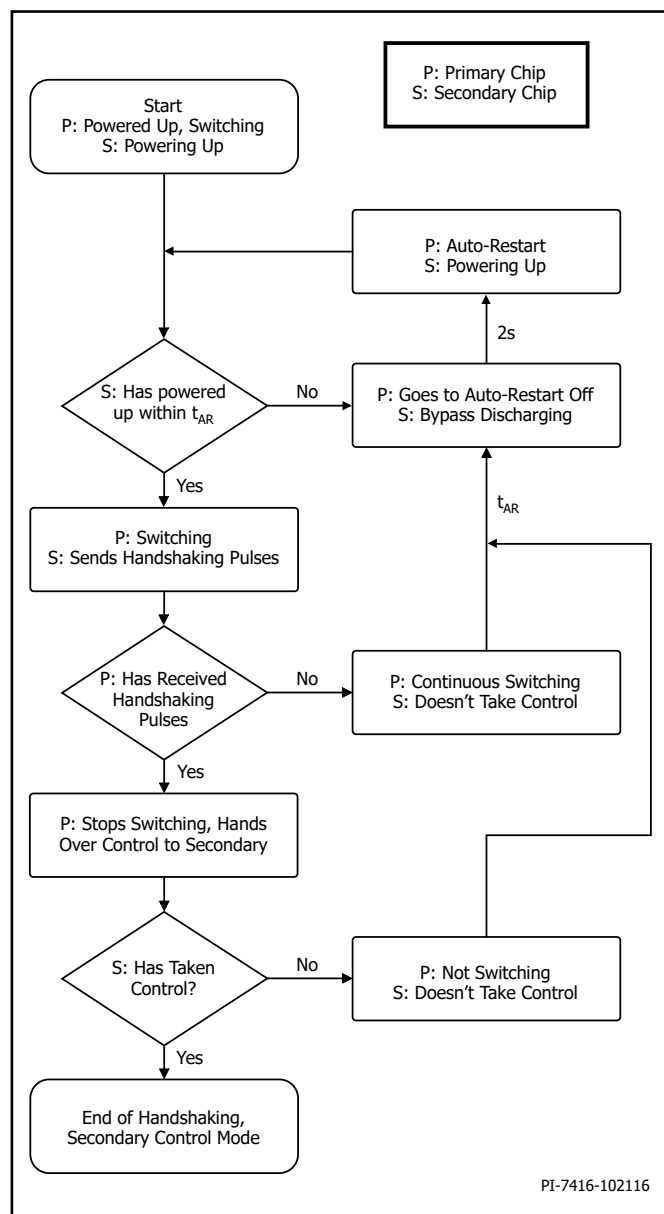 P: Primary Chip
S: Secondary Chip
Start
P: Powered Up, Switching
S: Powering Up
P: Auto-Restart
S: Powering Up
2s
S: Has powered
up within tAR
No
P: Goes to Auto-Restart Off
S: Bypass Discharging
Yes
tAR
P: Switching
S: Sends Handshaking Pulses
P: Has Received
Handshaking
Pulses
No
P: Continuous Switching
S: Doesn’t Take Control
Yes
P: Stops Switching, Hands
Over Control to Secondary
S: Has Taken
Control?
No
P: Not Switching
S: Doesn’t Take Control
Yes
End of Handshaking,
Secondary Control Mode
PI-7416-102116